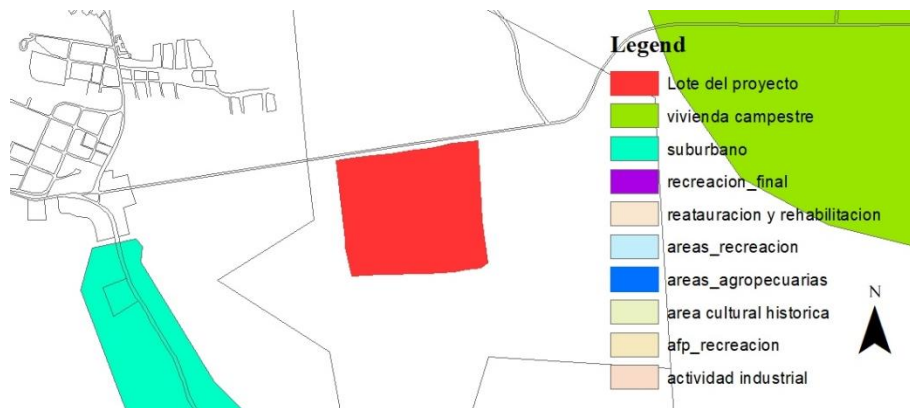 Legend
Lote del proyecto
vivienda campestre
suburbano
recreacion_final
reatauracion y rehabilitacion
areas_recreacion
areas_agropecuarias
area cultural historica
afp_recreacion
actividad industrial
N